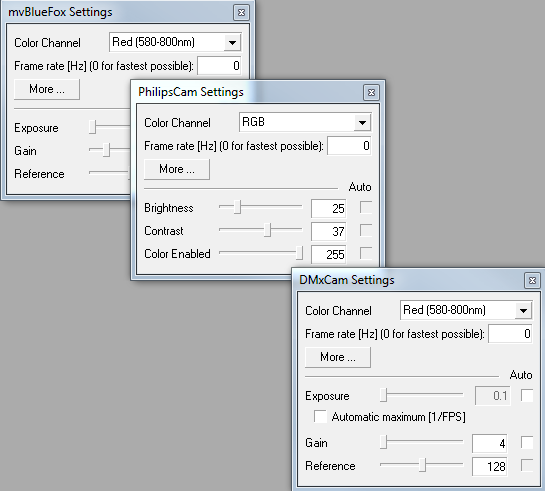 mvBlueFox Settings
Color Channel Red (580-800nm)
Frame rate [Hz] (0 for fastest possible): 0
More ...
Exposure
Gain
Reference
PhilipsCam Settings
Color Channel RGB
Frame rate [Hz] (0 for fastest possible): 0
More ...
Auto
Brightness 25
Contrast 37
Color Enabled 255
DMxCam Settings
Color Channel Red (580-800nm)
Frame rate [Hz] (0 for fastest possible): 0
More ...
Auto
Exposure 0.1
Automatic maximum [1/FPS]
Gain 4
Reference 128